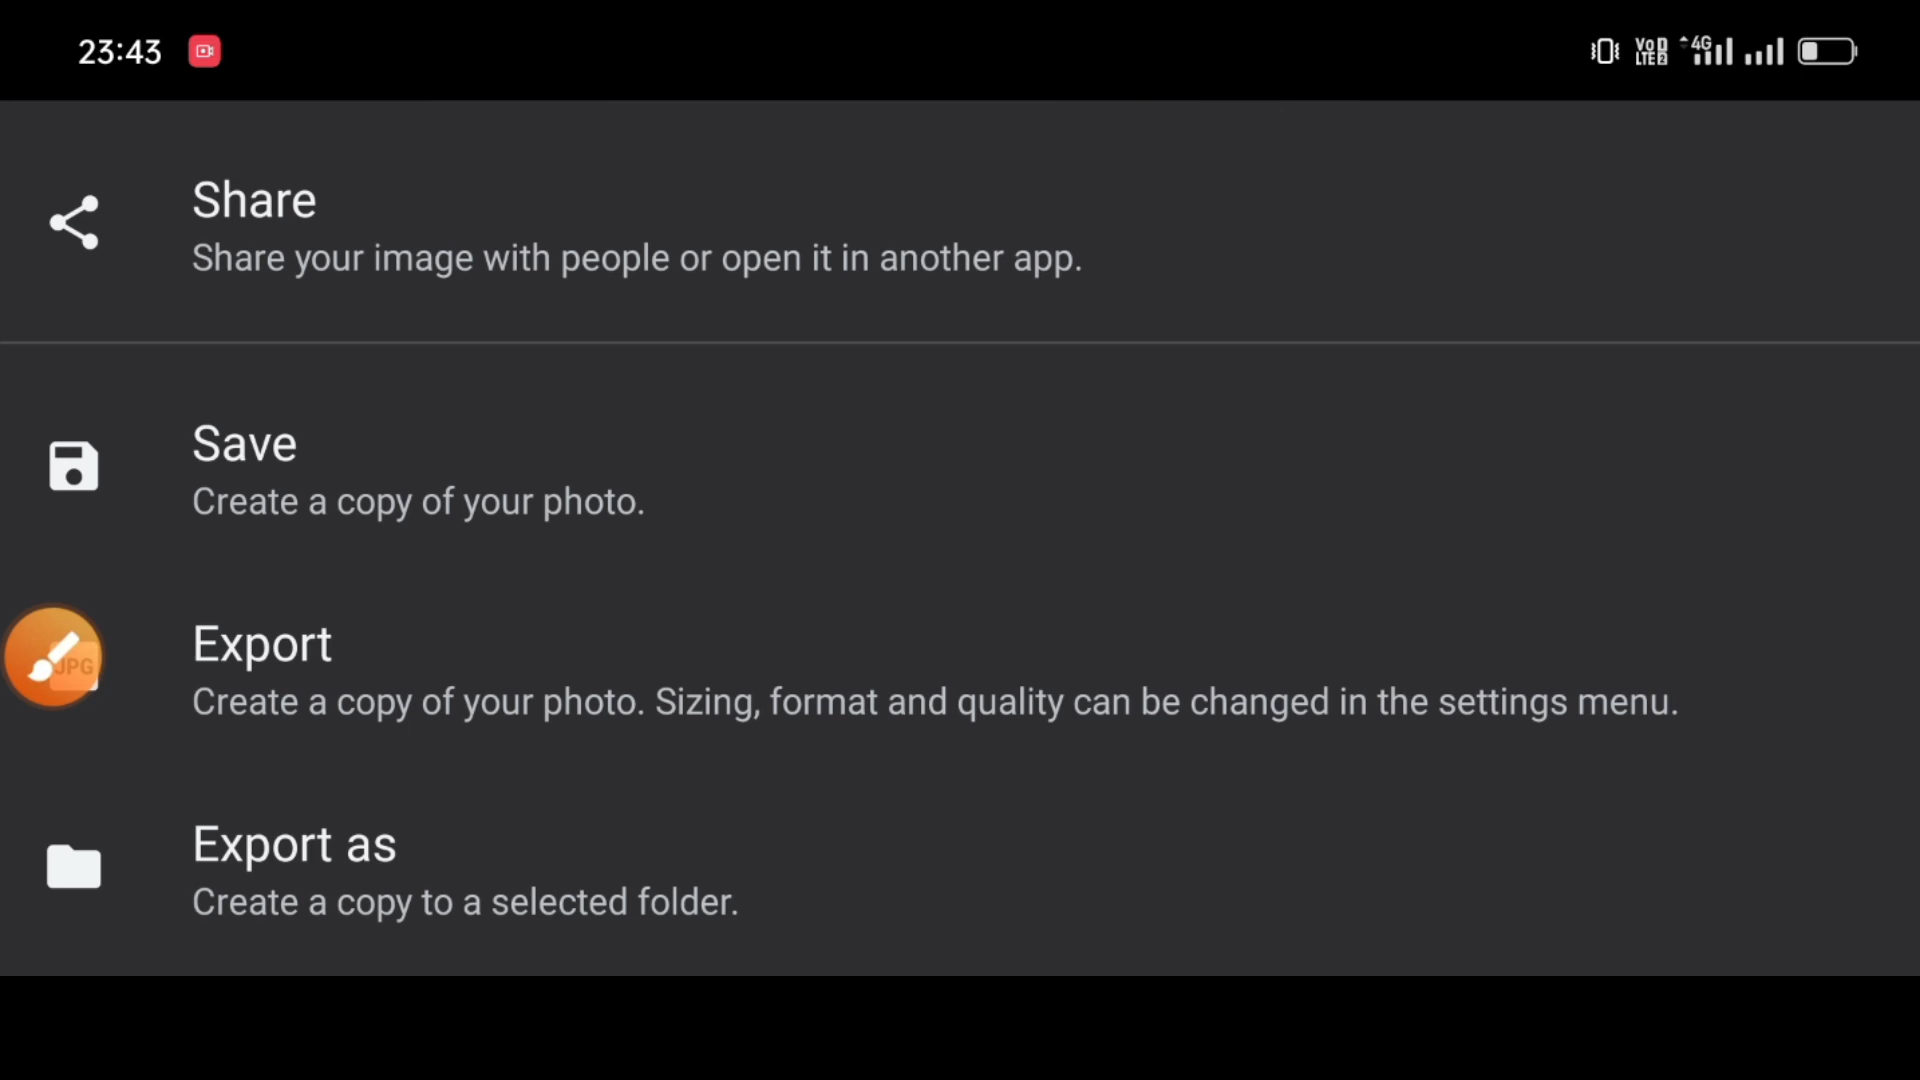 23:43
VoD LTE2 4G
Share
Share your image with people or open it in another app.
Save
Create a copy of your photo.
JPG
Export
Create a copy of your photo. Sizing, format and quality can be changed in the settings menu.
Export as
Create a copy to a selected folder.